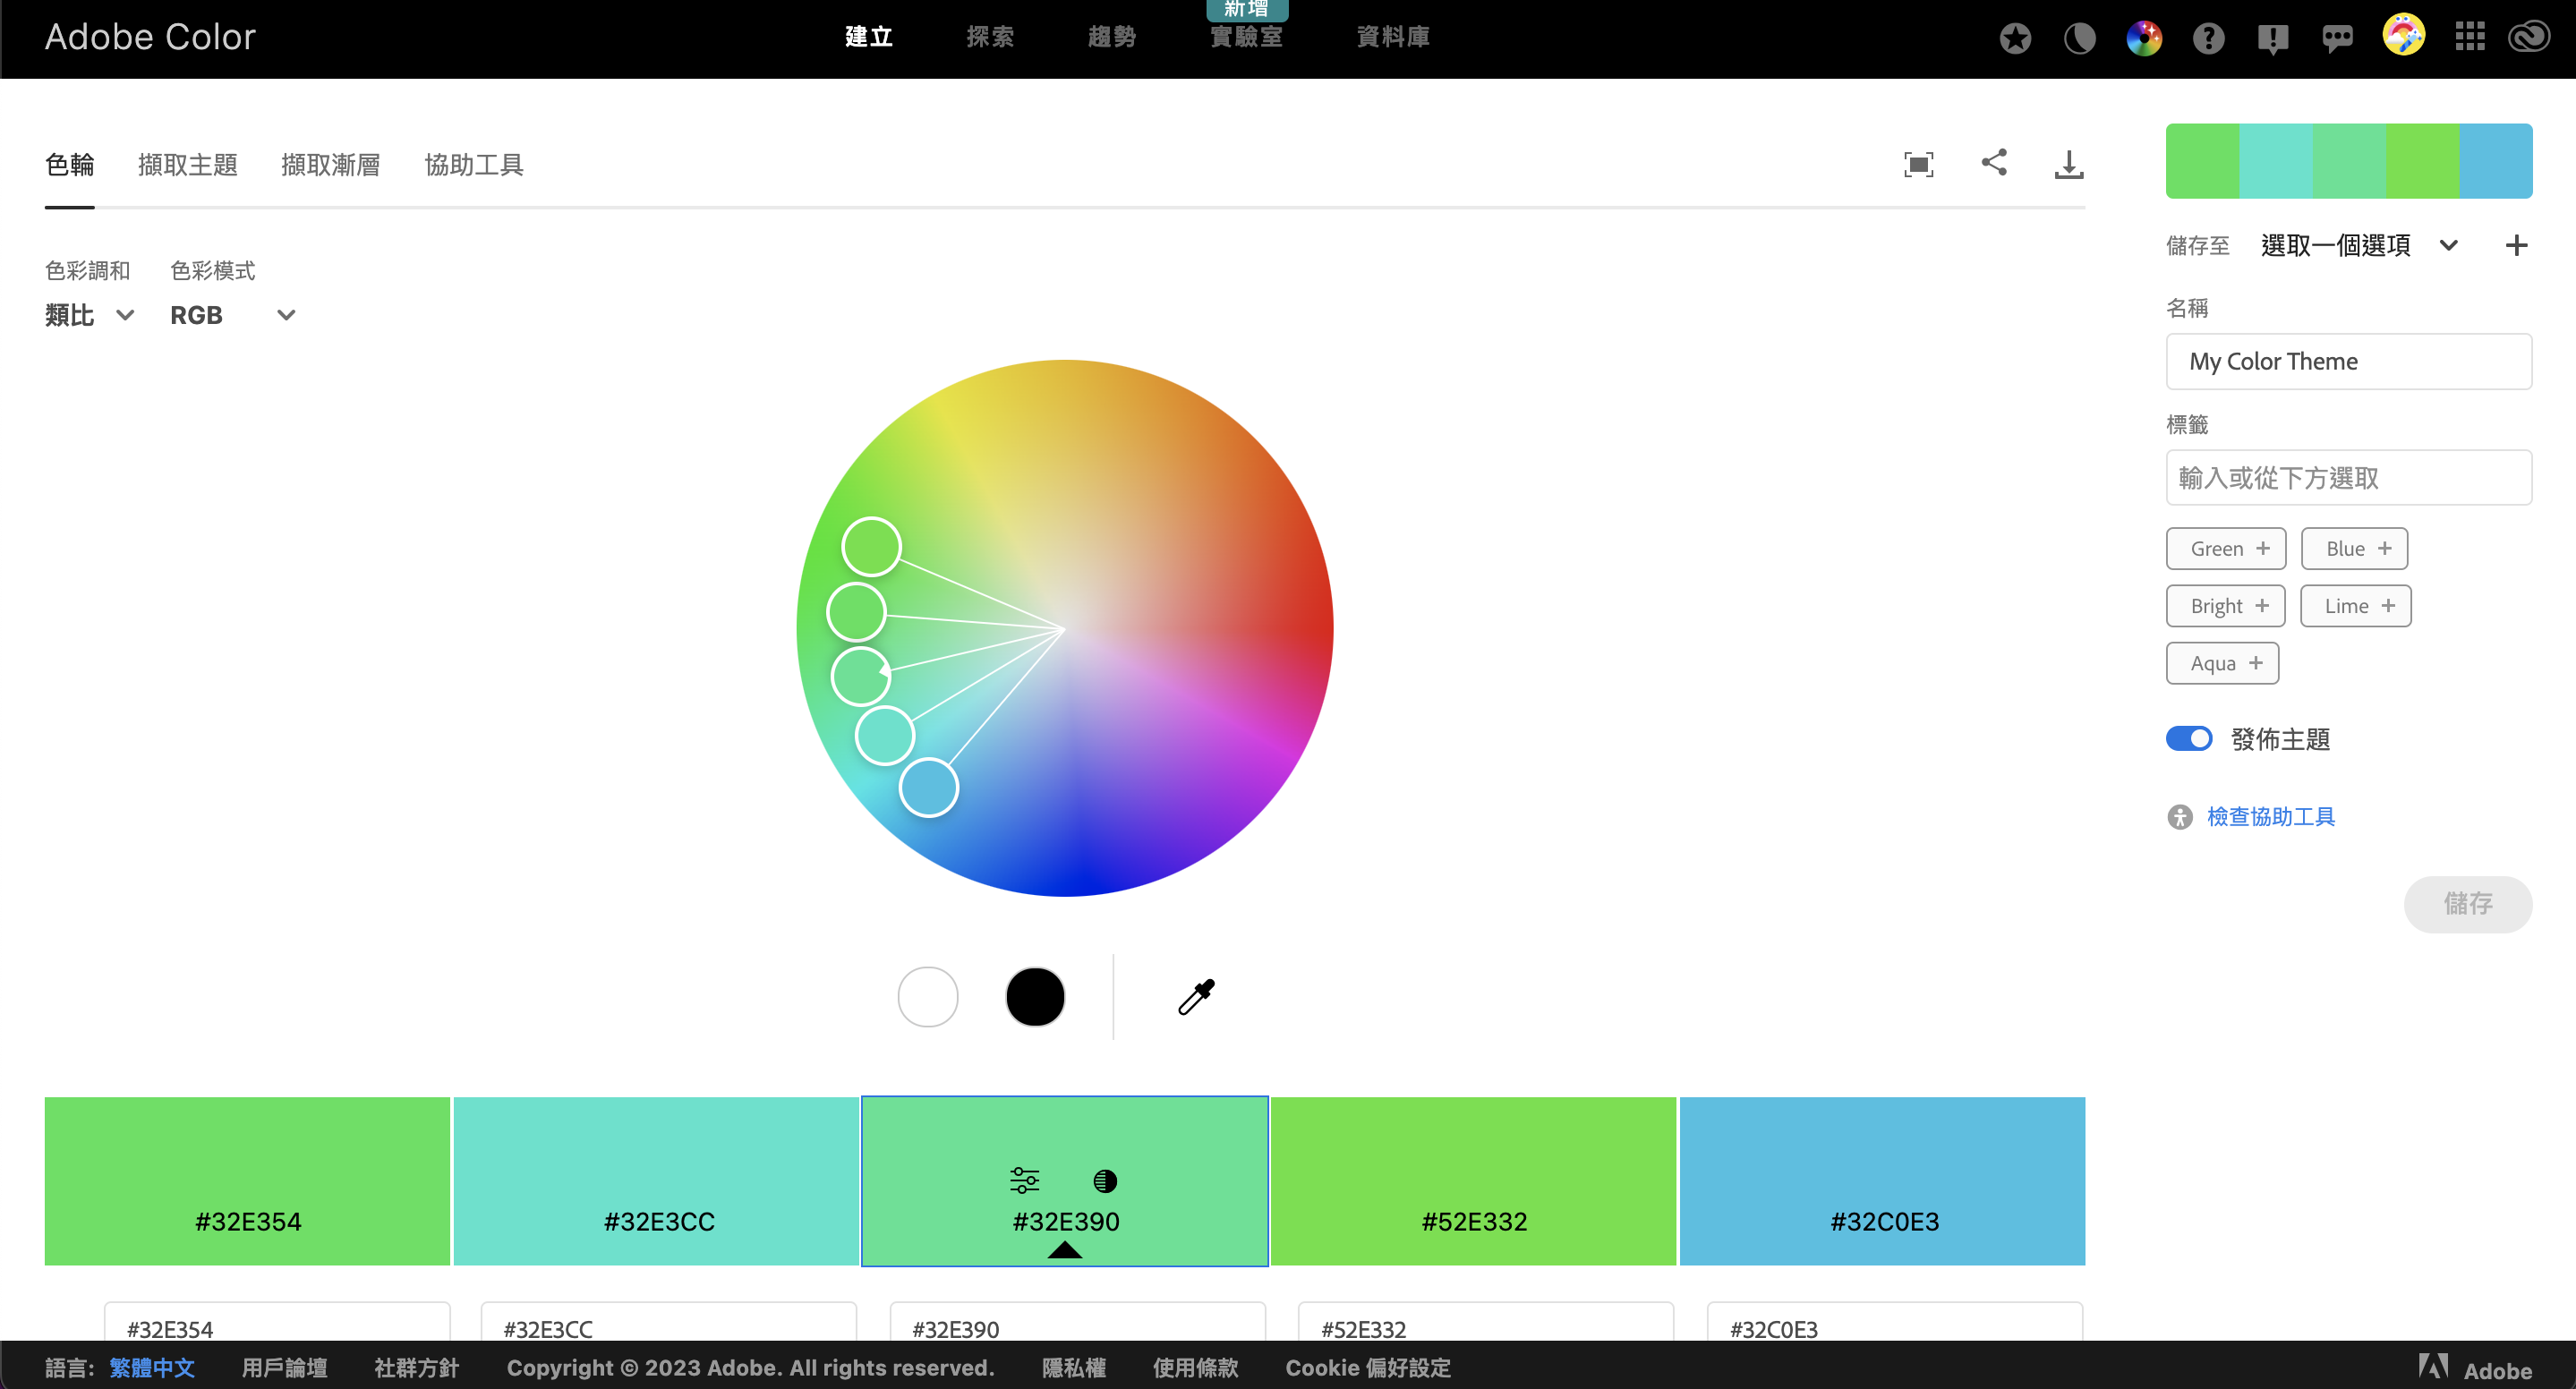 Adobe Color
建立
探索
趨勢
新增
實驗室
資料庫
色輪
擷取主題
擷取漸層
協助工具
色彩調和
色彩模式
類比
RGB
儲存至
選取一個選項
名稱
My Color Theme
標籤
輸入或從下方選取
Green
Blue
Bright
Lime
Aqua
發佈主題
檢查協助工具
儲存
#32E354
#32E3CC
#32E390
#52E332
#32C0E3
#32E354
#32E3CC
#32E390
#52E332
#32C0E3
語言: 繁體中文
用戶論壇
社群方針
Copyright © 2023 Adobe. All rights reserved.
隱私權
使用條款
Cookie 偏好設定
Adobe